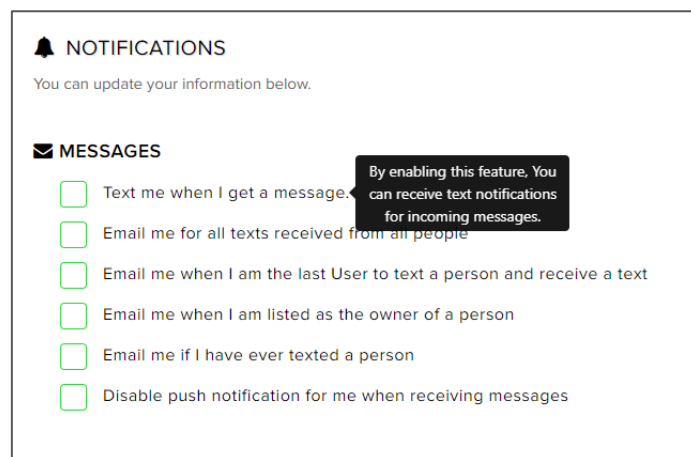 NOTIFICATIONS
You can update your information below.
MESSAGES
Text me when I get a message.
By enabling this feature, You
can receive text notifications
for incoming messages.
Email me for all texts received from all people
Email me when I am the last User to text a person and receive a text
Email me when I am listed as the owner of a person
Email me if I have ever texted a person
Disable push notification for me when receiving messages